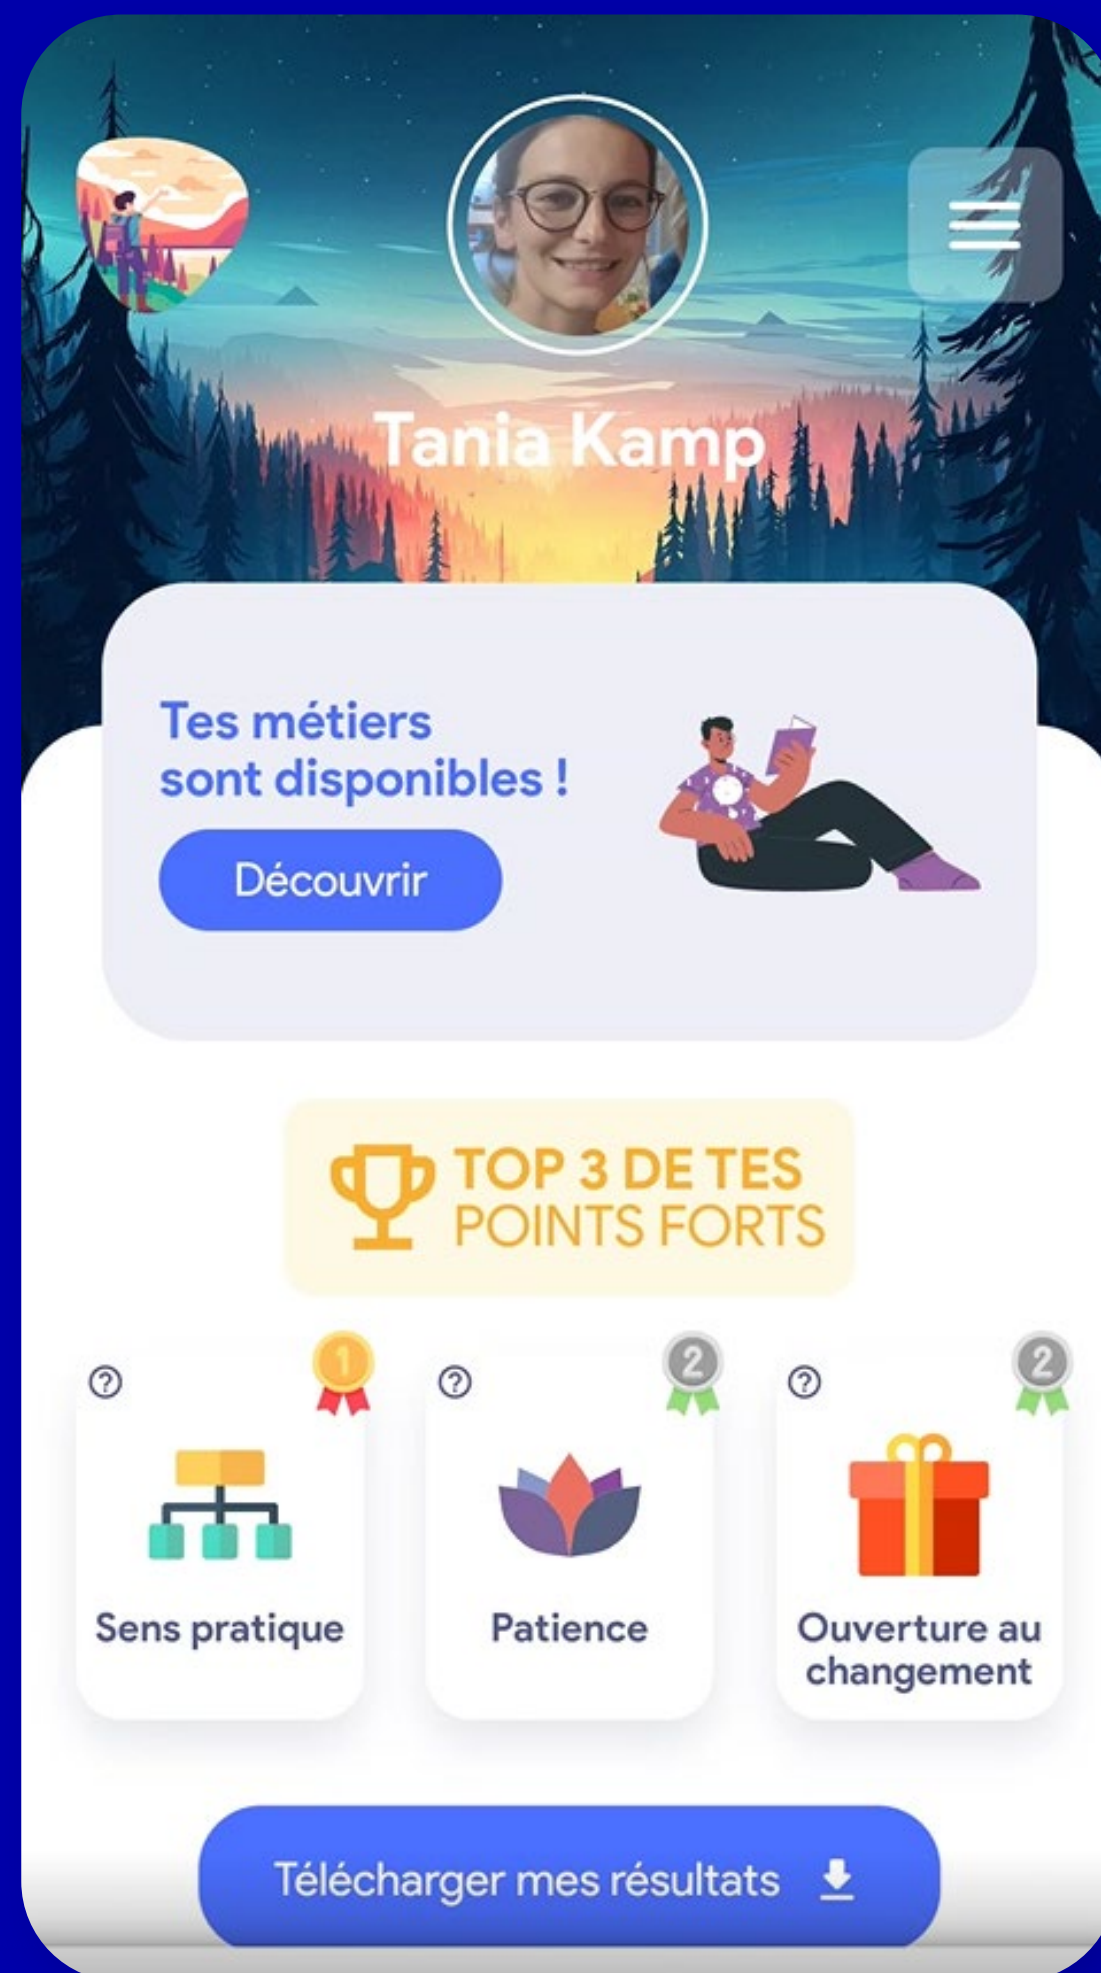 Tania Kamp
Tes métiers
sont disponibles !
Découvrir
TOP 3 DE TES
POINTS FORTS
1
2
2
Sens pratique
Patience
Ouverture au
changement
Télécharger mes résultats